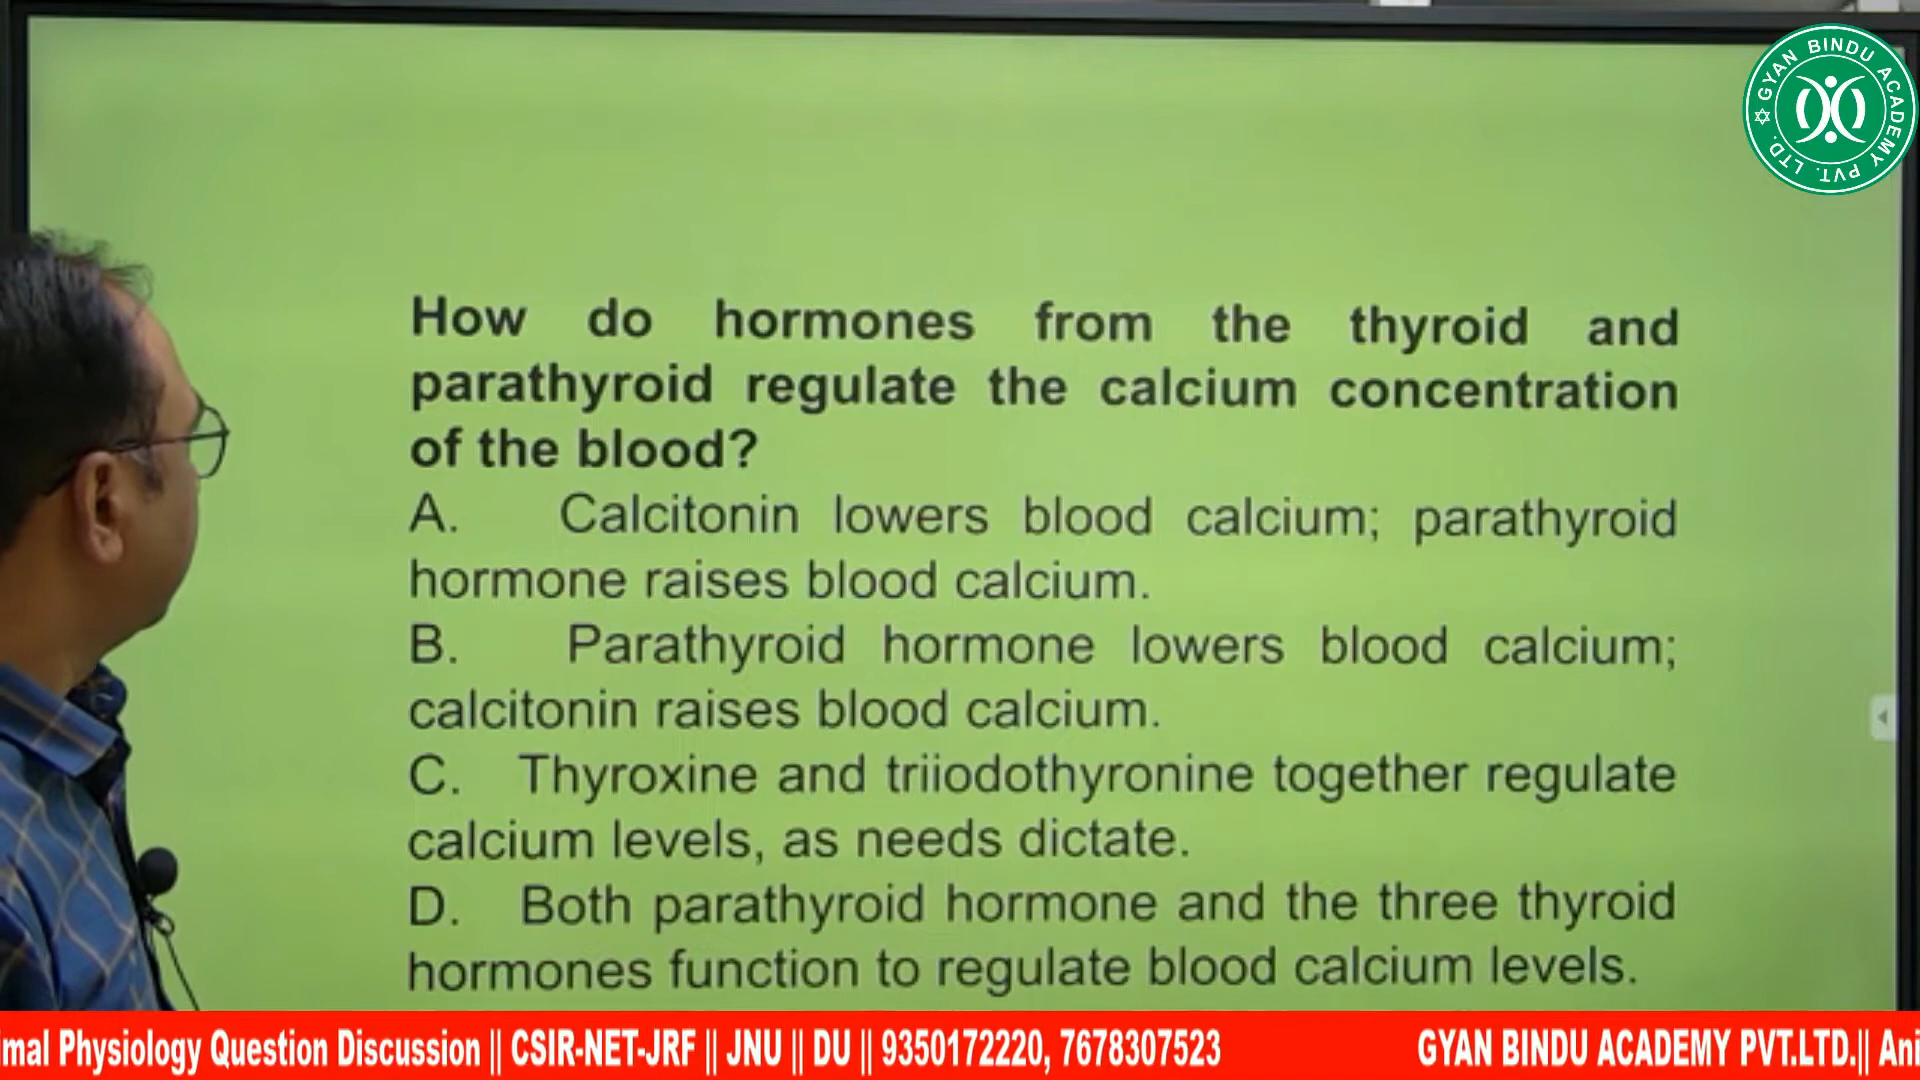 GYAN BINDU ACADEMY PVT. LTD.
How do hormones from the thyroid and
parathyroid regulate the calcium concentration
of the blood?
A. Calcitonin lowers blood calcium; parathyroid
hormone raises blood calcium.
B. Parathyroid hormone lowers blood calcium;
calcitonin raises blood calcium.
C. Thyroxine and triiodothyronine together regulate
calcium levels, as needs dictate.
D. Both parathyroid hormone and the three thyroid
hormones function to regulate blood calcium levels.
imal Physiology Question Discussion || CSIR-NET-JRF || JNU || DU || 9350172220, 7678307523 GYAN BINDU ACADEMY PVT.LTD.|| Ani